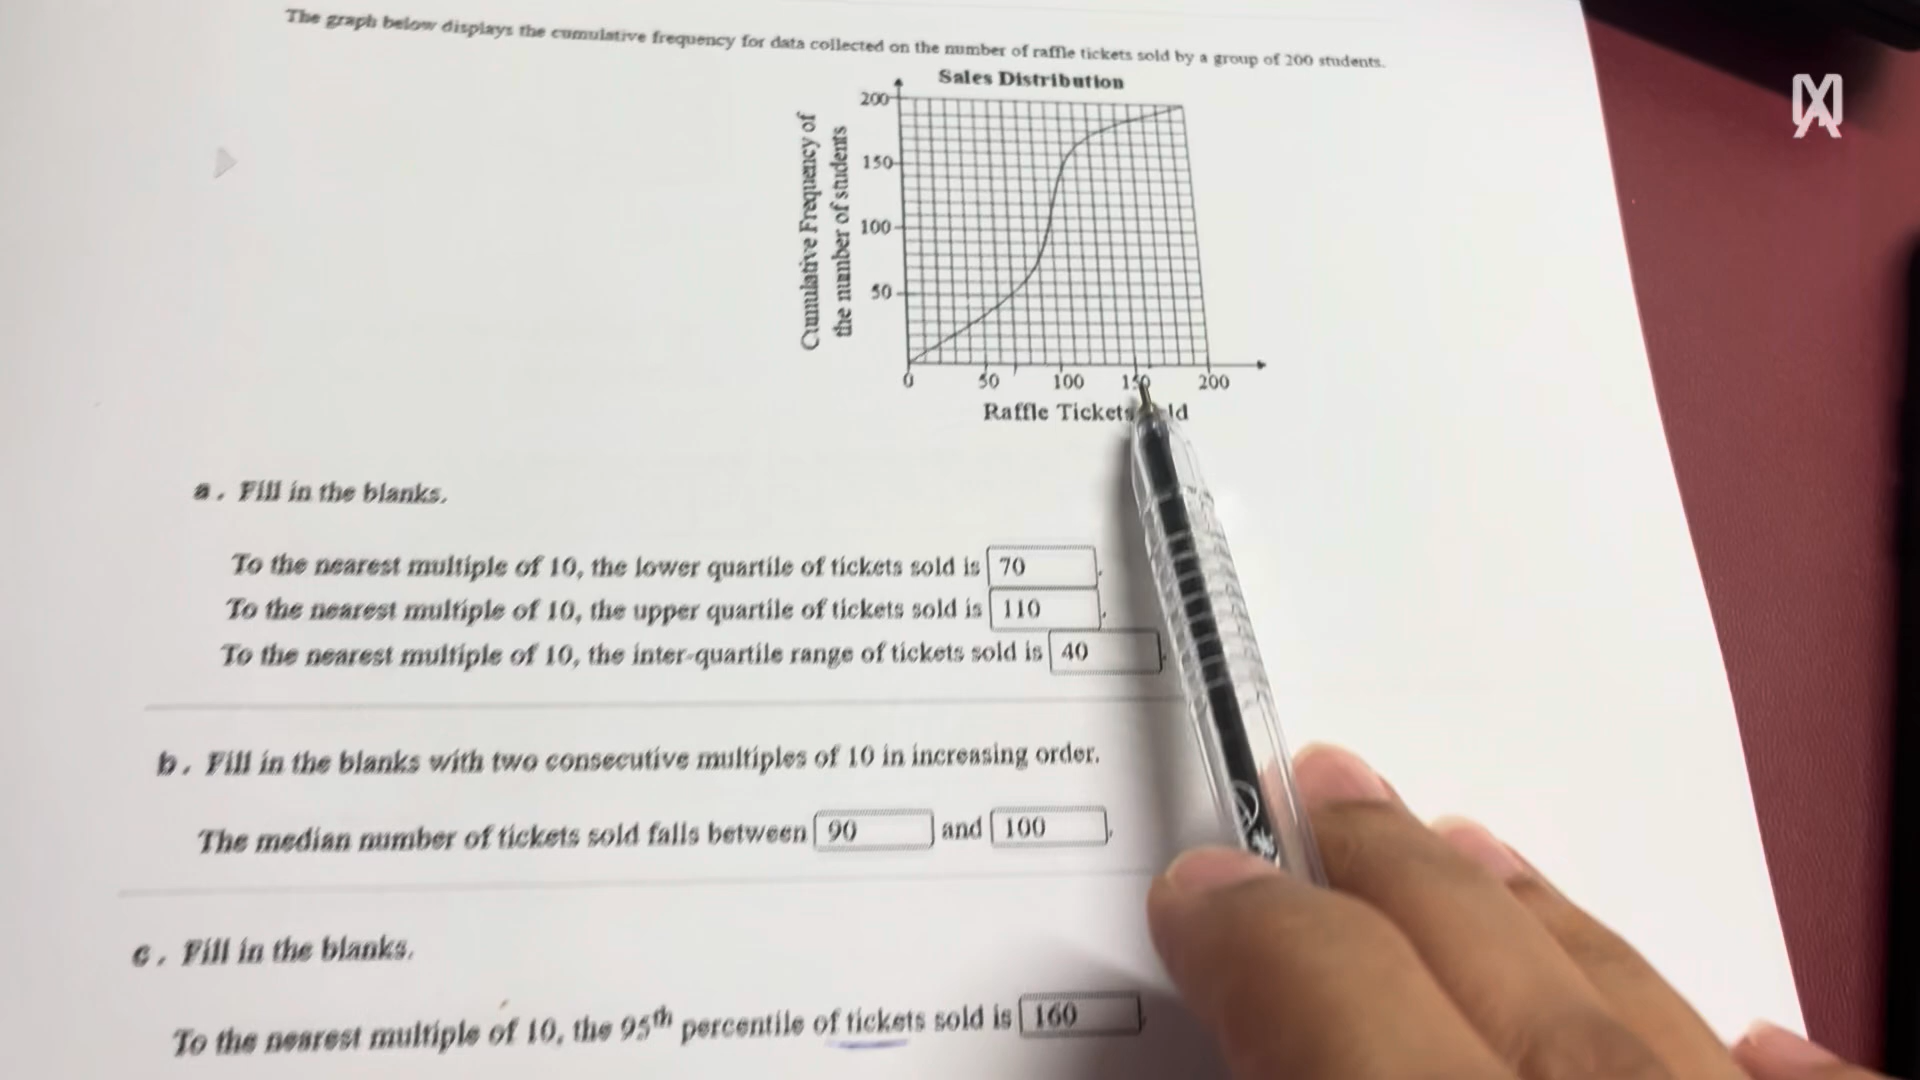 The graph below displays the cumulative frequency for data collected on the number of raffle tickets sold by a group of 200 students.
Sales Distribution
Cumulative Frequency of
the number of students
200
150
100
50
0 50 100 150 200
Raffle Tickets
a. Fill in the blanks.
To the nearest multiple of 10, the lower quartile of tickets sold is 70.
To the nearest multiple of 10, the upper quartile of tickets sold is 110.
To the nearest multiple of 10, the inter-quartile range of tickets sold is 40.
b. Fill in the blanks with two consecutive multiples of 10 in increasing order.
The median number of tickets sold falls between 90 and 100.
c. Fill in the blanks.
To the nearest multiple of 10, the 95th percentile of tickets sold is 160